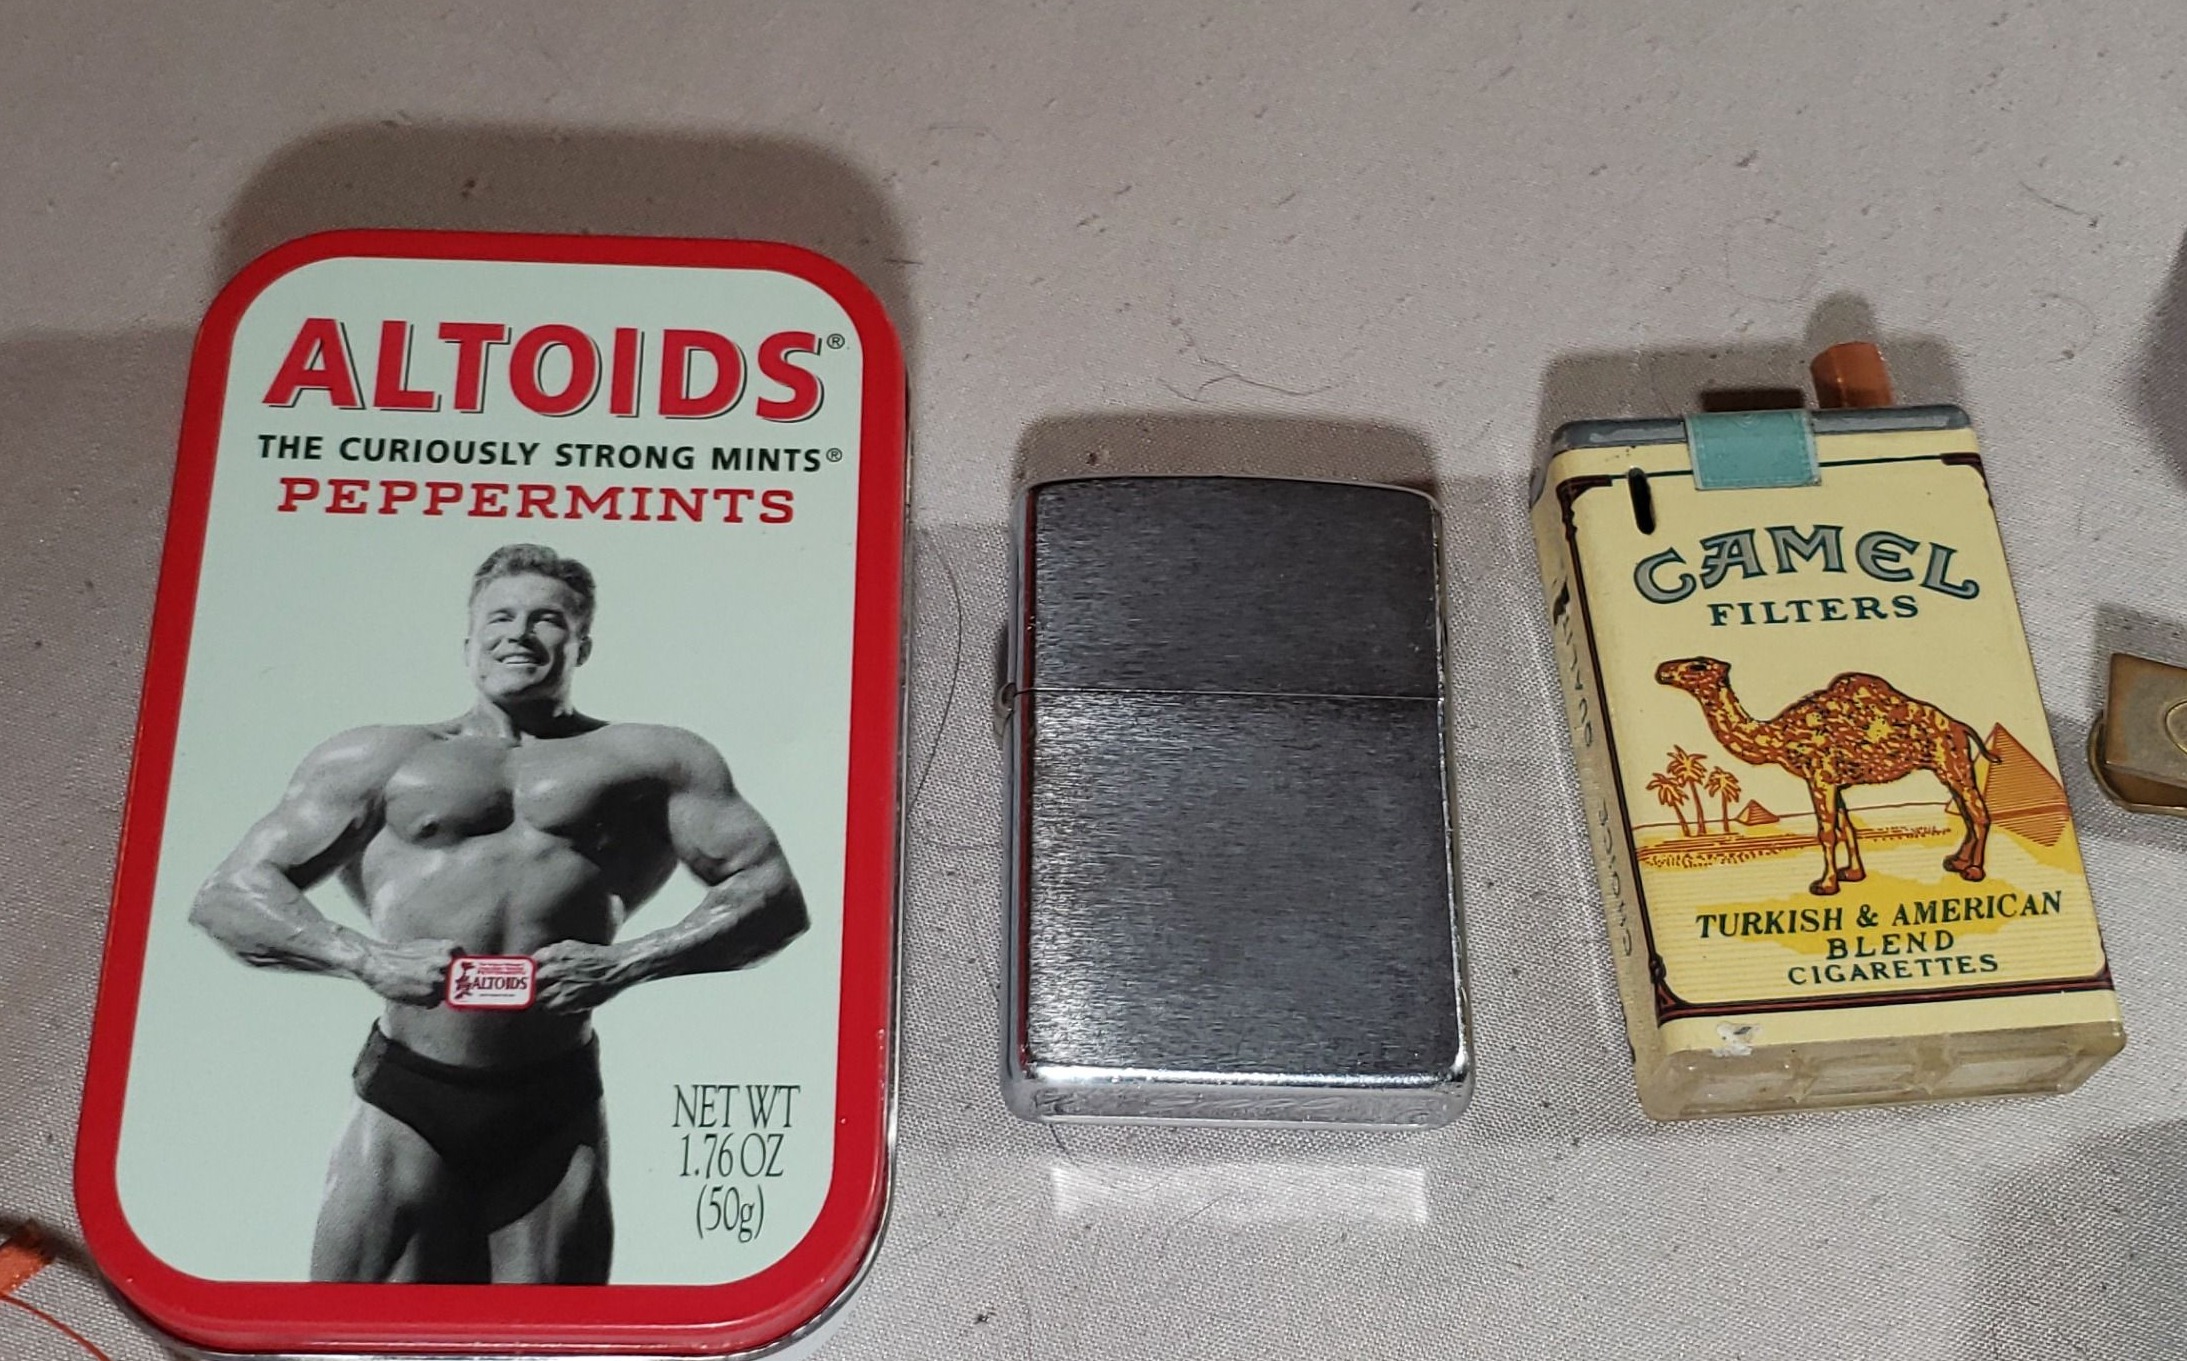 ALTOIDS®
THE CURIOUSLY STRONG MINTS®
PEPPERMINTS
ALTOIDS
NET WT
1.76 OZ
(50g)
CAMEL
FILTERS
TURKISH & AMERICAN
BLEND
CIGARETTES
CHOICE